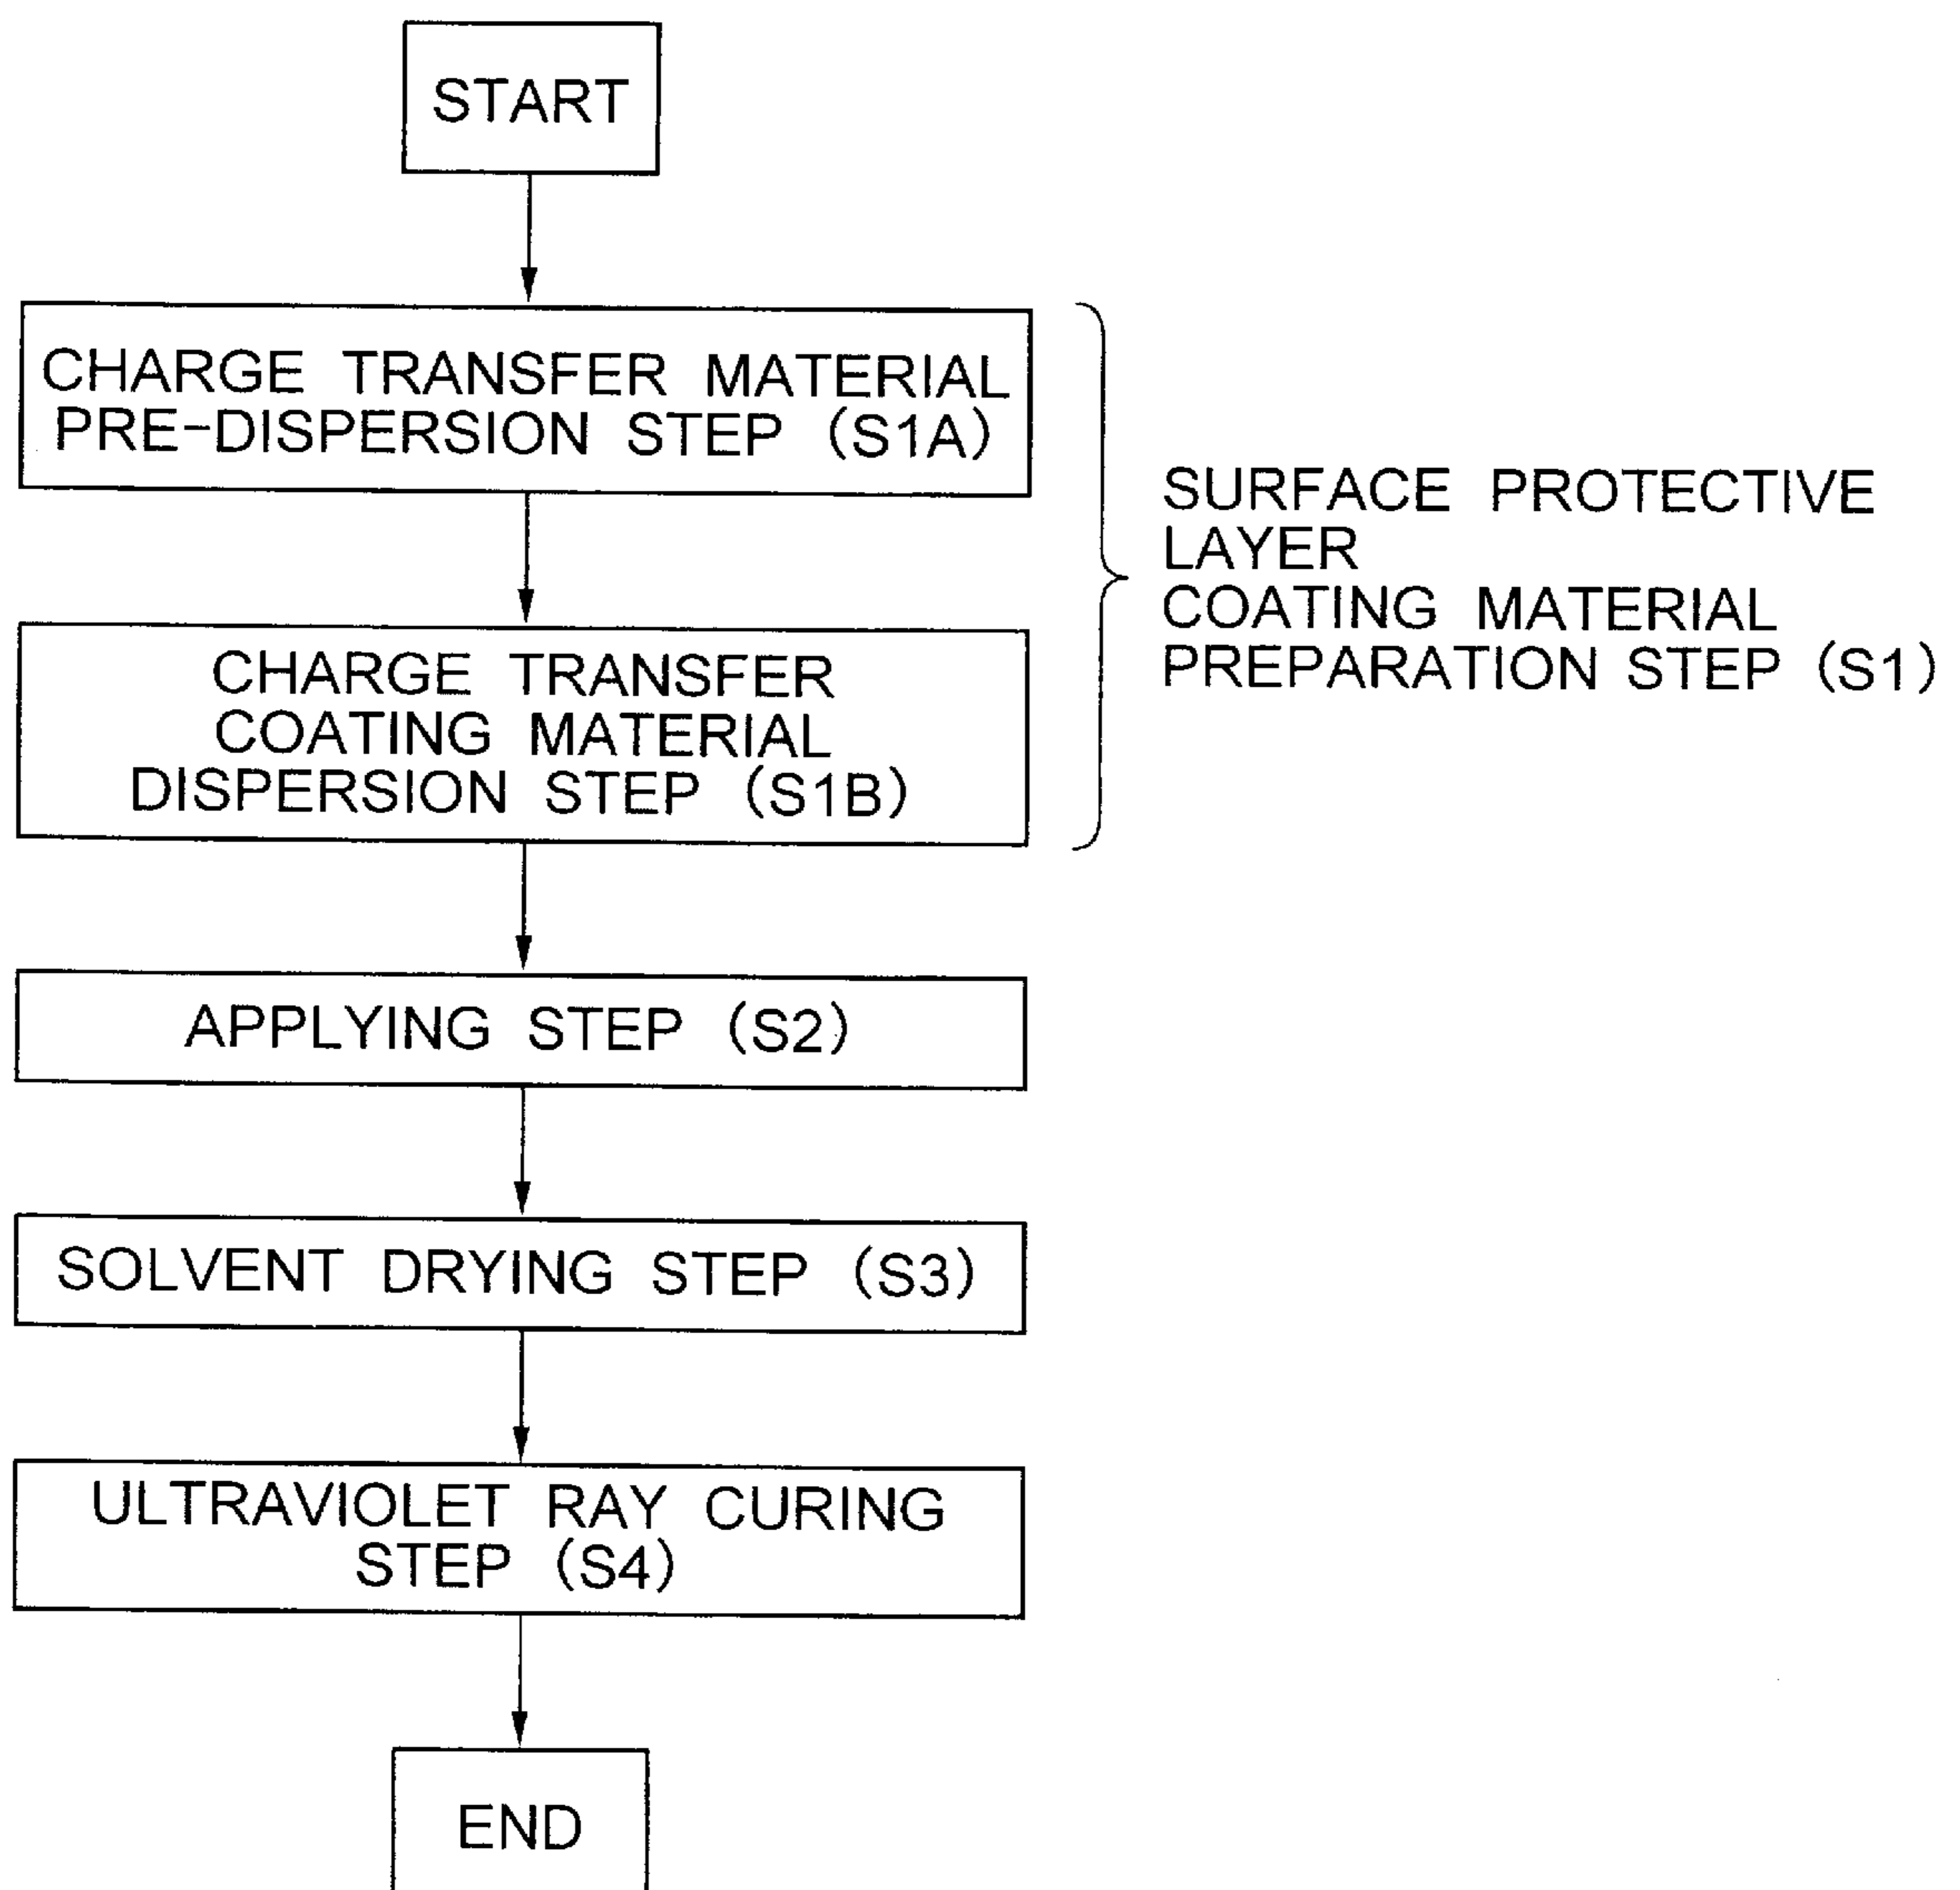 START
CHARGE TRANSFER MATERIAL
PRE-DISPERSION STEP (S1A)
SURFACE PROTECTIVE
LAYER
COATING MATERIAL
PREPARATION STEP (S1)
CHARGE TRANSFER
COATING MATERIAL
DISPERSION STEP (S1B)
APPLYING STEP (S2)
SOLVENT DRYING STEP (S3)
ULTRAVIOLET RAY CURING
STEP (S4)
END